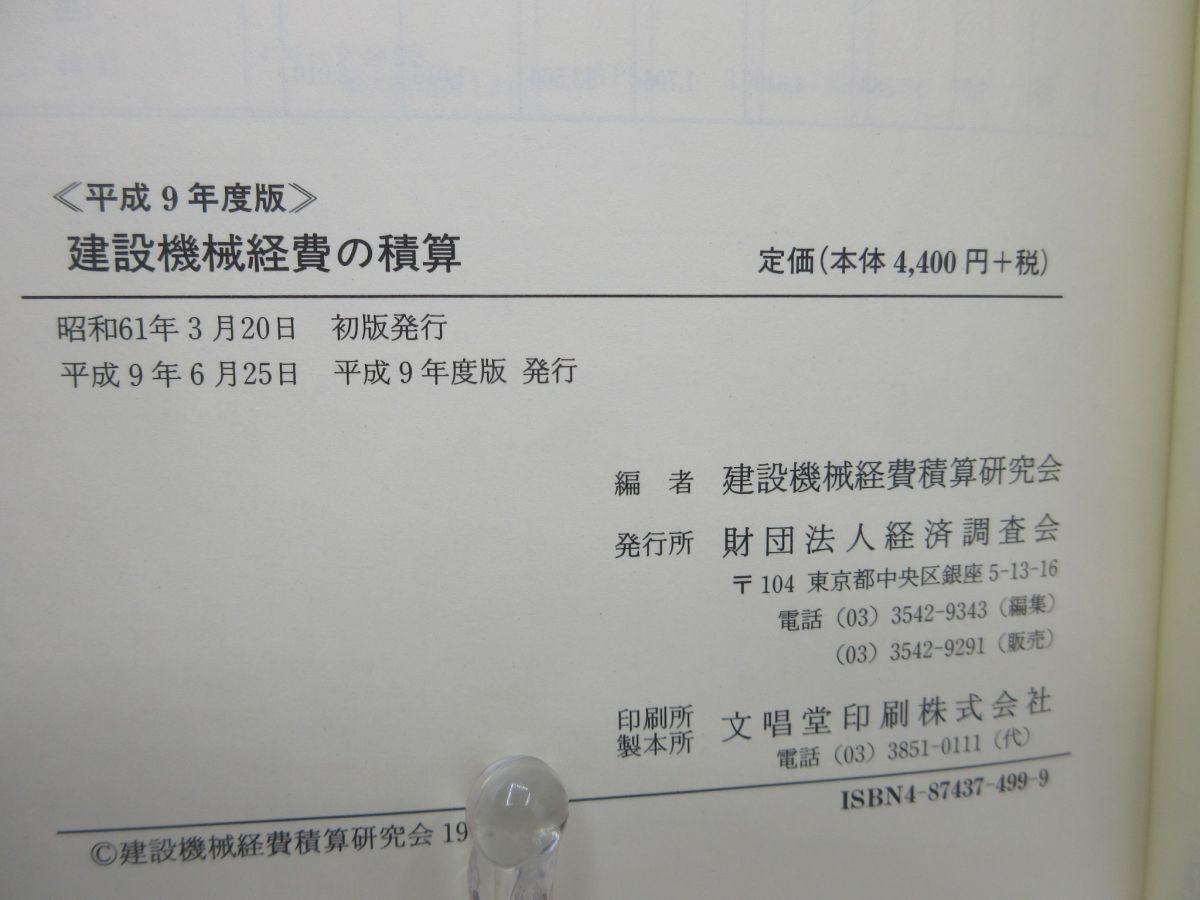 ≪平成9年度版≫
建設機械経費の積算
定価(本体4,400円+税)
昭和61年3月20日 初版発行
平成9年6月25日 平成9年度版 発行
編 者 建設機械経費積算研究会
発行所 財団法人経済調査会
〒104 東京都中央区銀座5-13-16
電話(03)3542-9343(編集)
(03)3542-9291(販売)
印刷所
製本所
文唱堂印刷株式会社
電話(03)3851-0111(代)
ISBN4-87437-499-9
©建設機械経費積算研究会 19